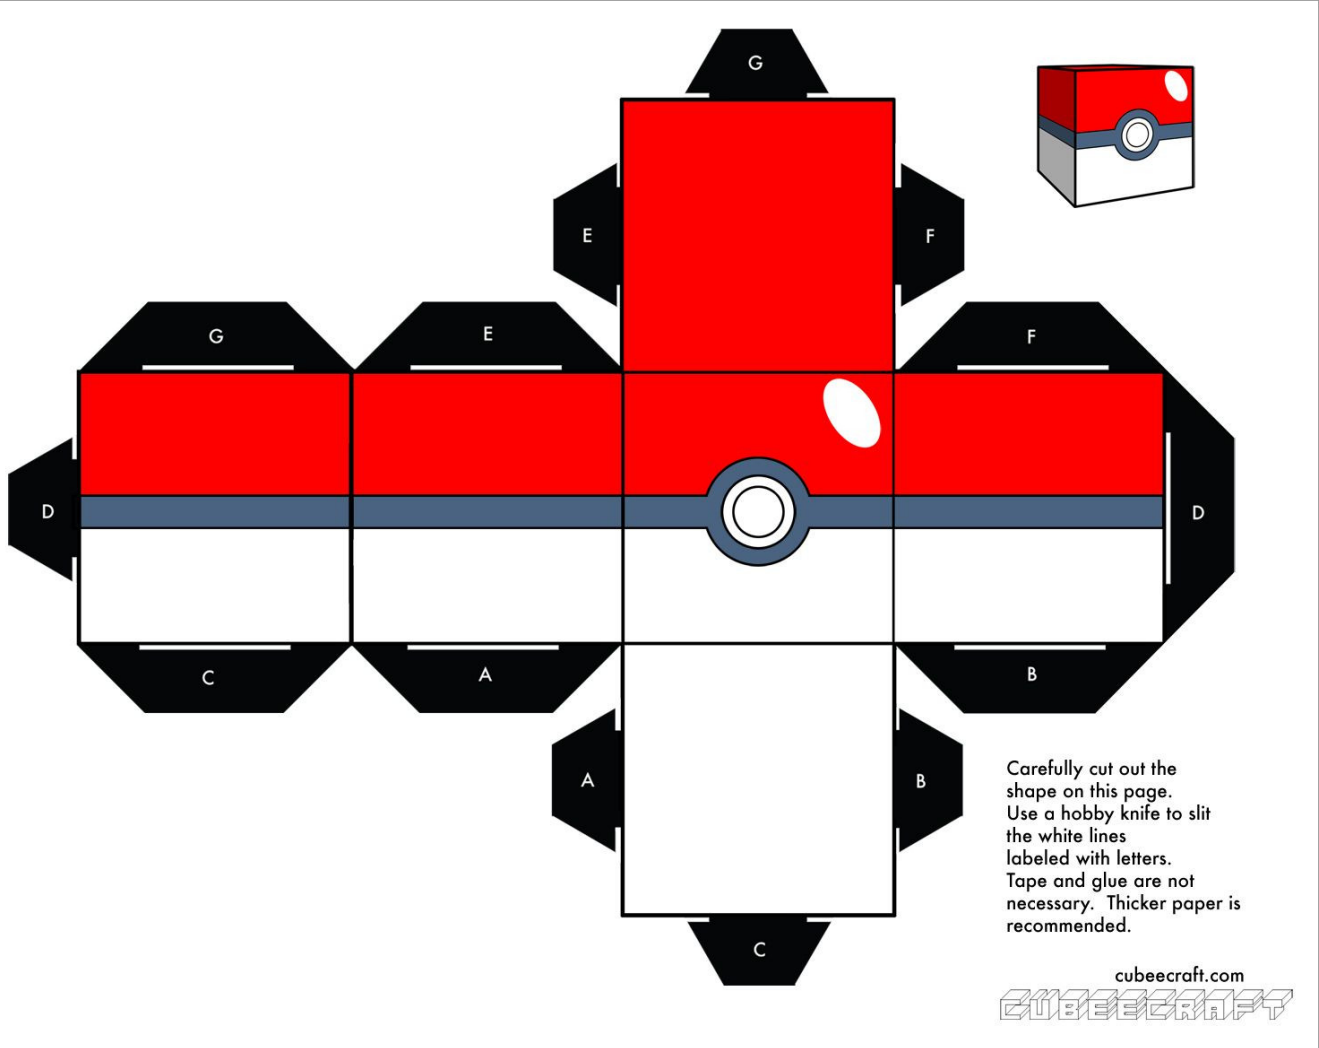 G
E
F
G
E
F
D
D
C
A
B
A
B
C
Carefully cut out the
shape on this page.
Use a hobby knife to slit
the white lines
labeled with letters.
Tape and glue are not
necessary. Thicker paper is
recommended.
cubeecraft.com
CUBEECRAFT